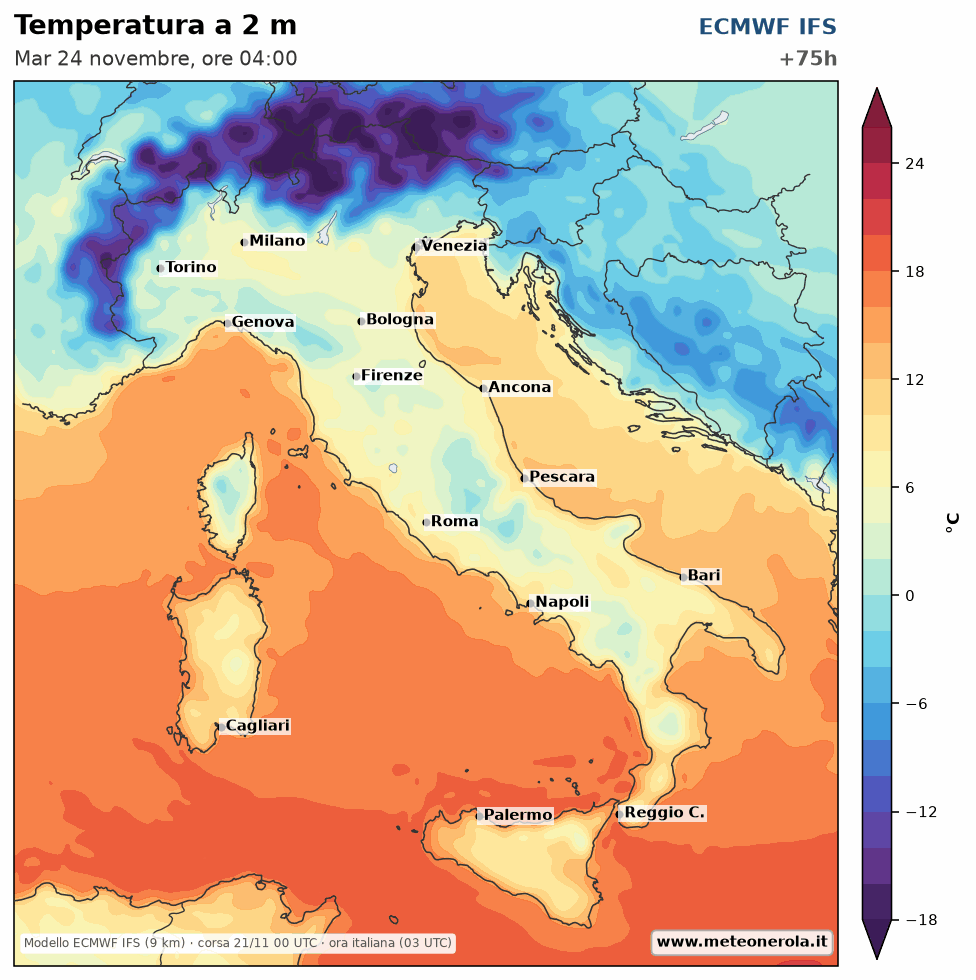 Temperatura a 2 m
ECMWF IFS
Mar 24 novembre, ore 04:00
+75h
Milano
Venezia
Torino
Genova
Bologna
Firenze
Ancona
Pescara
Roma
Bari
Napoli
Cagliari
Palermo
Reggio C.
24
18
12
6
0
−6
−12
−18
°C
Modello ECMWF IFS (9 km) · corsa 21/11 00 UTC · ora italiana (03 UTC)
www.meteonerola.it